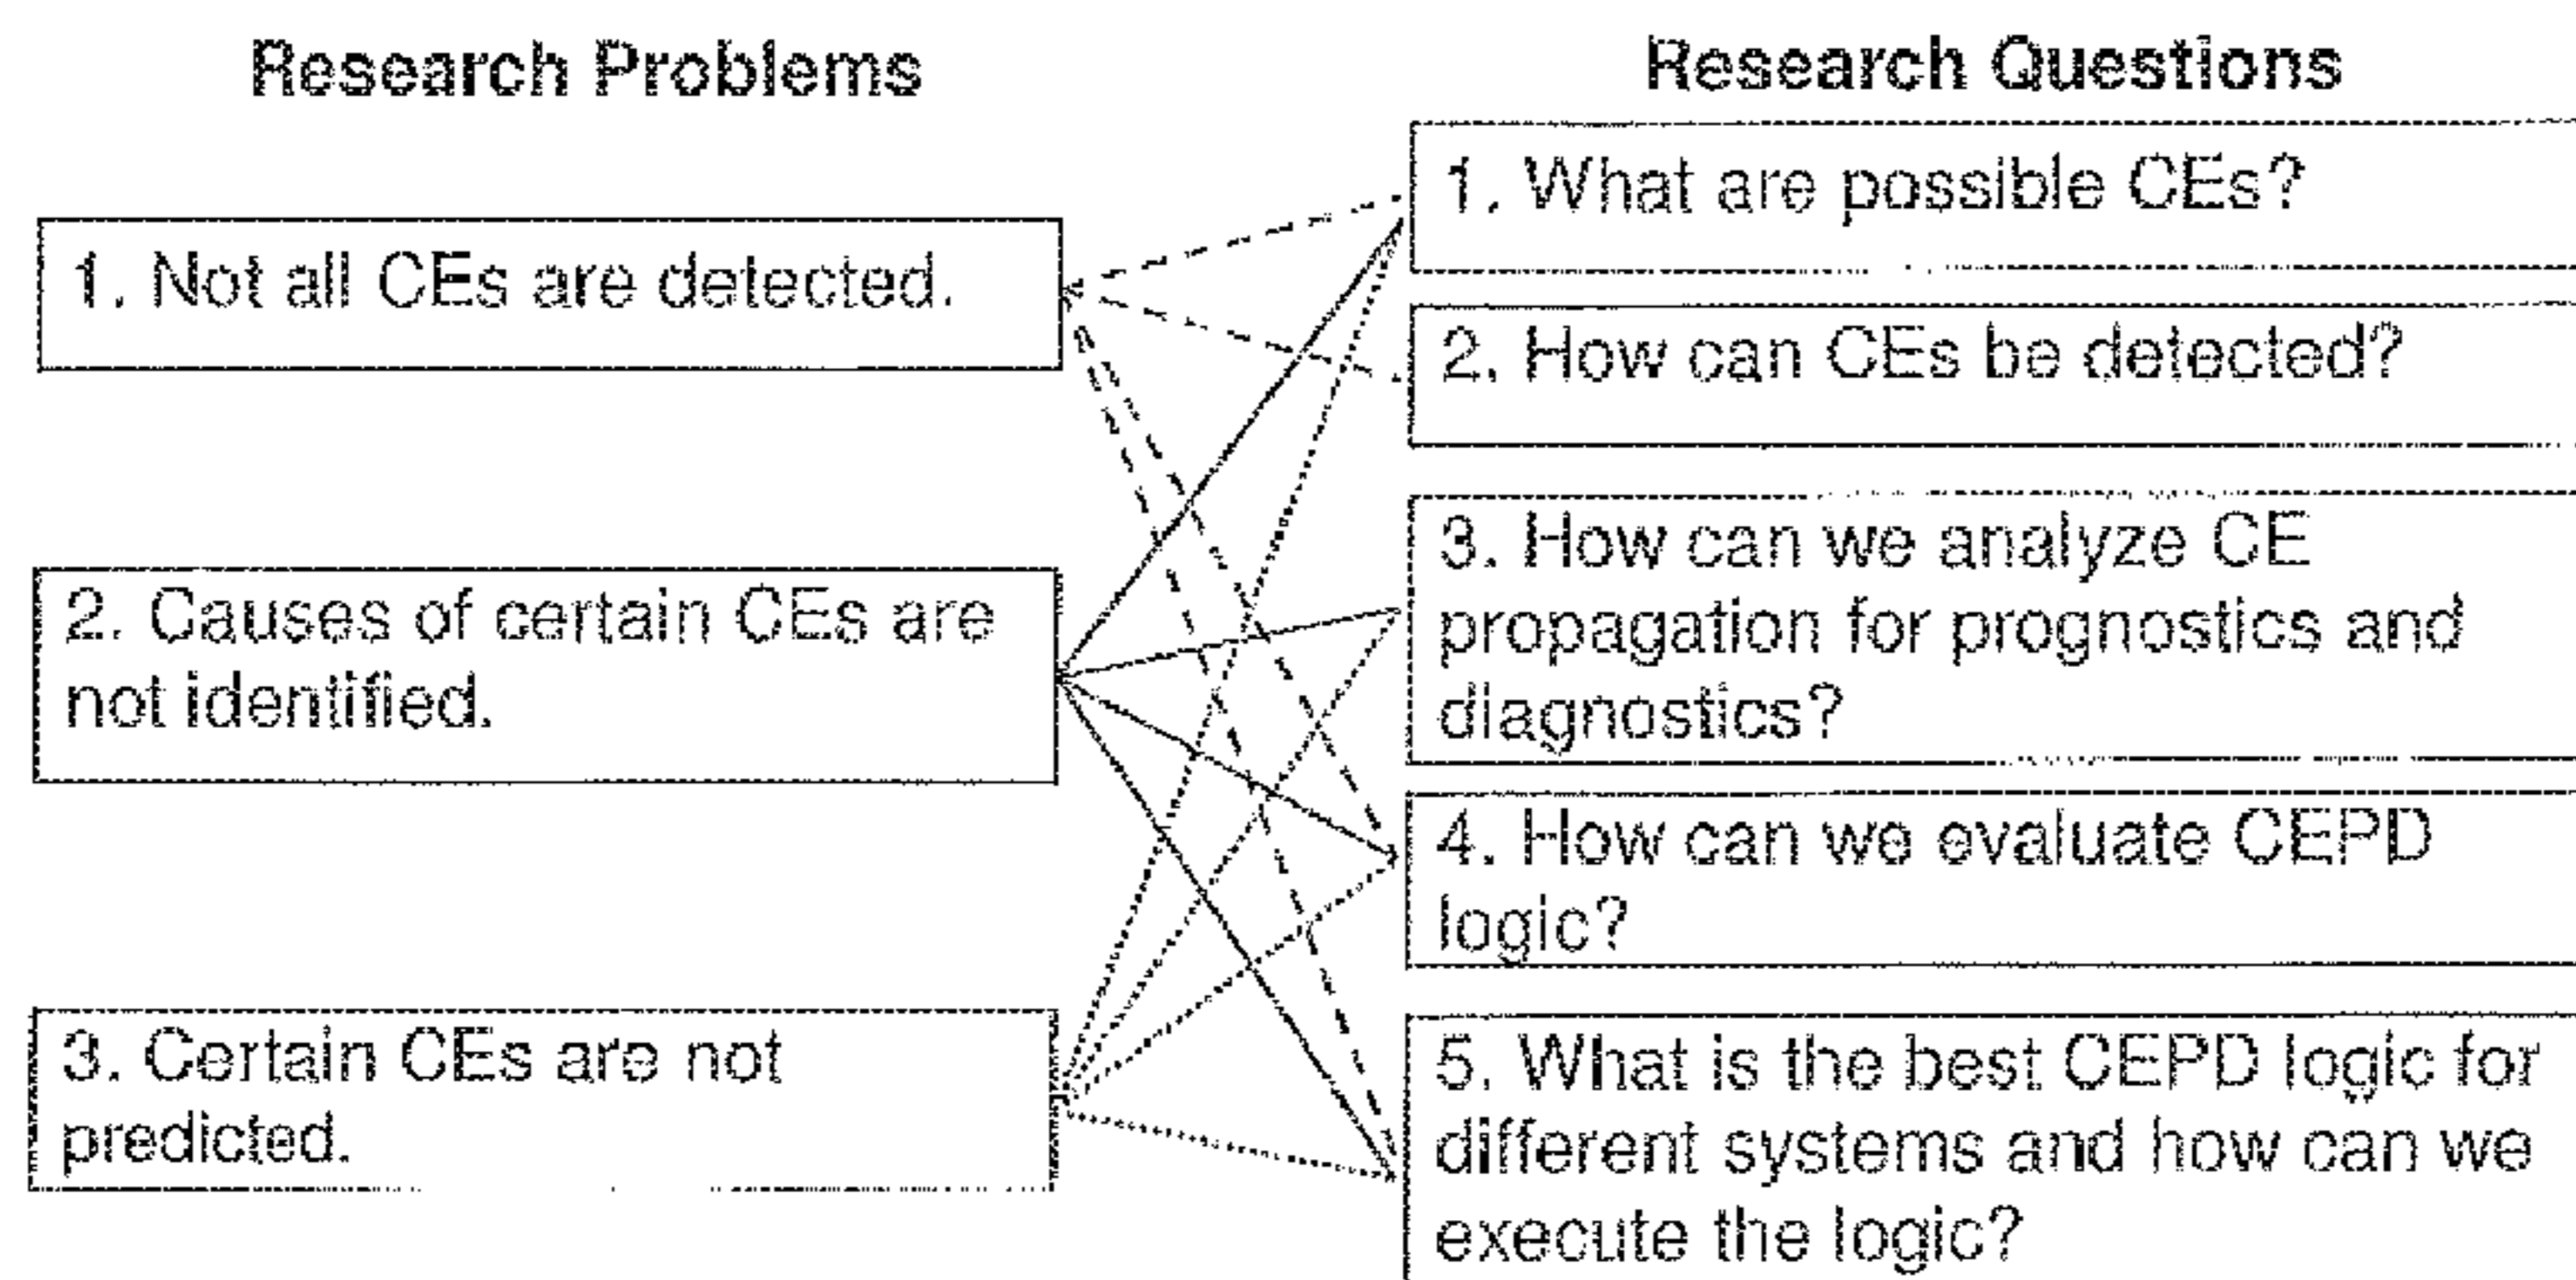 Research Problems
1. Not all CEs are detected.
2. Causes of certain CEs are
not identified.
3. Certain CEs are not
predicted.
Research Questions
1. What are possible CEs?
2. How can CEs be detected?
3. How can we analyze CE
propagation for prognostics and
diagnostics?
4. How can we evaluate CEPD
logic?
5. What is the best CEPD logic for
different systems and how can we
execute the logic?